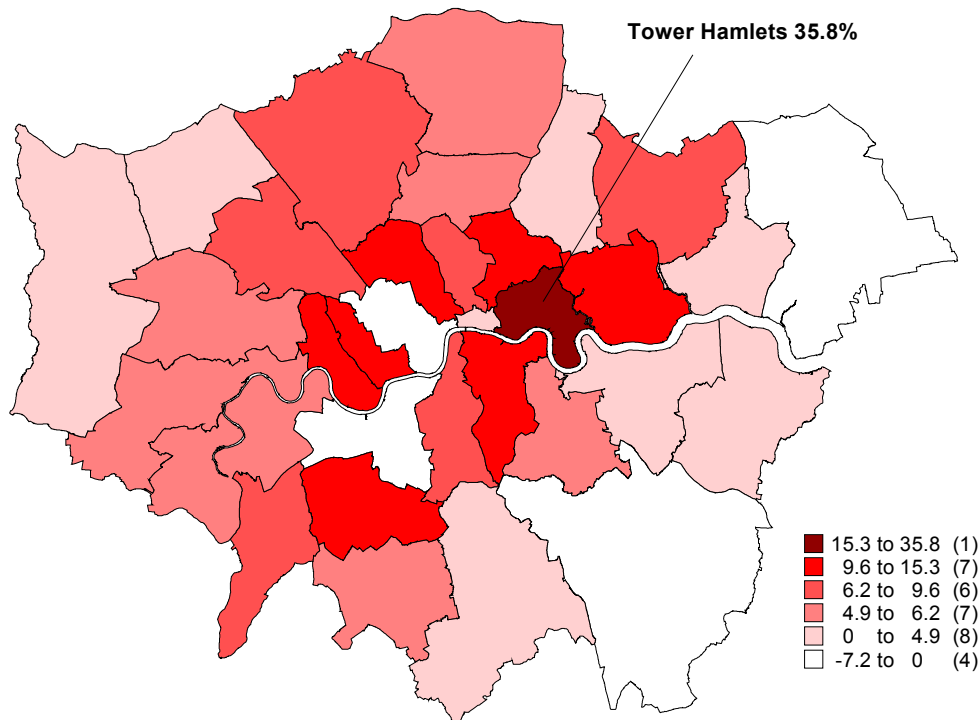 Tower Hamlets 35.8%
15.3 to 35.8 (1)
9.6 to 15.3 (7)
6.2 to 9.6 (6)
4.9 to 6.2 (7)
0 to 4.9 (8)
-7.2 to 0 (4)